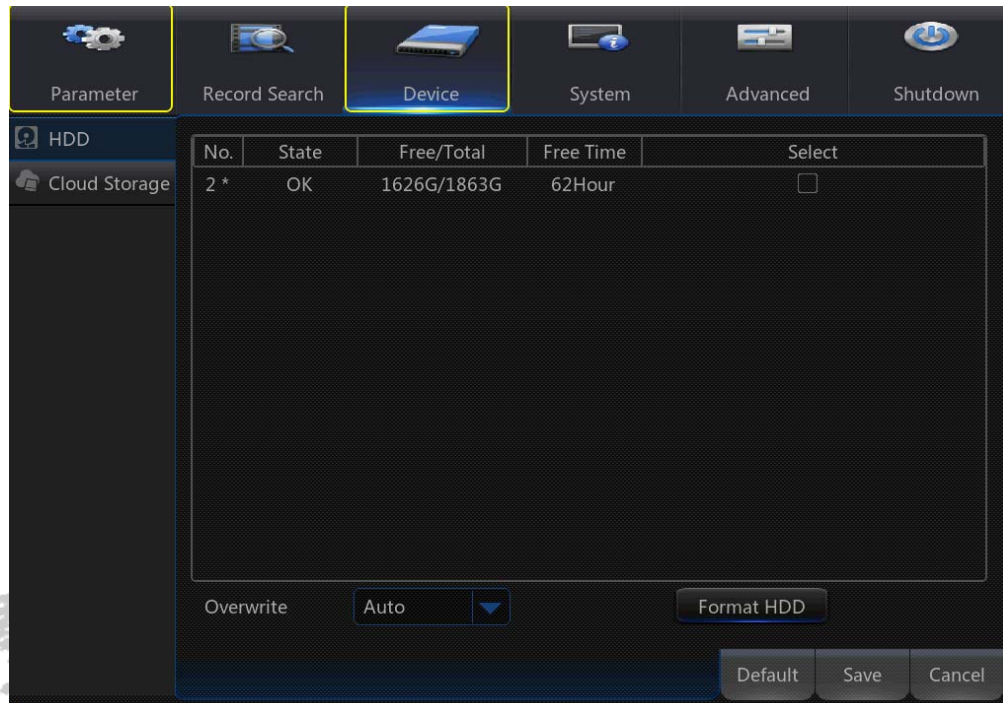 Parameter Record Search Device System Advanced Shutdown
HDD
Cloud Storage
No. State Free/Total Free Time Select
2 * OK 1626G/1863G 62Hour
Overwrite Auto Format HDD
Default Save Cancel